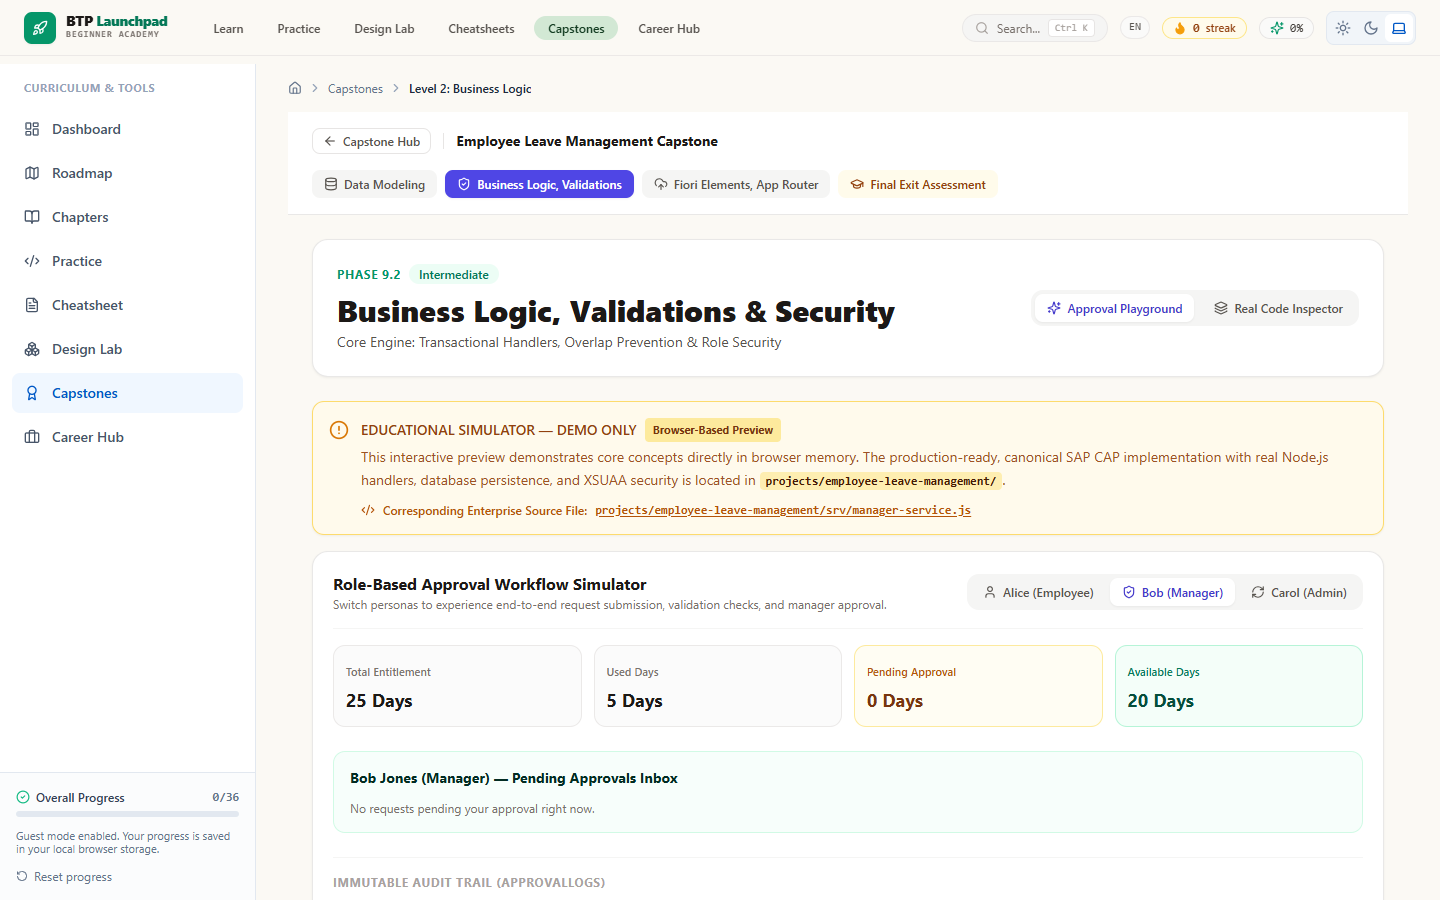 BTP Launchpad
BEGINNER ACADEMY
Learn
Practice
Design Lab
Cheatsheets
Capstones
Career Hub
Search...
Ctrl K
EN
0 streak
0%
CURRICULUM & TOOLS
Dashboard
Roadmap
Chapters
Practice
Cheatsheet
Design Lab
Capstones
Career Hub
Overall Progress
0/36
Guest mode enabled. Your progress is saved
in your local browser storage.
Reset progress
Capstones
Level 2: Business Logic
Capstone Hub
Employee Leave Management Capstone
Data Modeling
Business Logic, Validations
Fiori Elements, App Router
Final Exit Assessment
PHASE 9.2
Intermediate
Business Logic, Validations & Security
Core Engine: Transactional Handlers, Overlap Prevention & Role Security
Approval Playground
Real Code Inspector
EDUCATIONAL SIMULATOR — DEMO ONLY
Browser-Based Preview
This interactive preview demonstrates core concepts directly in browser memory. The production-ready, canonical SAP CAP implementation with real Node.js
handlers, database persistence, and XSUAA security is located in projects/employee-leave-management/ .
Corresponding Enterprise Source File: projects/employee-leave-management/srv/manager-service.js
Role-Based Approval Workflow Simulator
Switch personas to experience end-to-end request submission, validation checks, and manager approval.
Alice (Employee)
Bob (Manager)
Carol (Admin)
Total Entitlement
25 Days
Used Days
5 Days
Pending Approval
0 Days
Available Days
20 Days
Bob Jones (Manager) — Pending Approvals Inbox
No requests pending your approval right now.
IMMUTABLE AUDIT TRAIL (APPROVALLOGS)